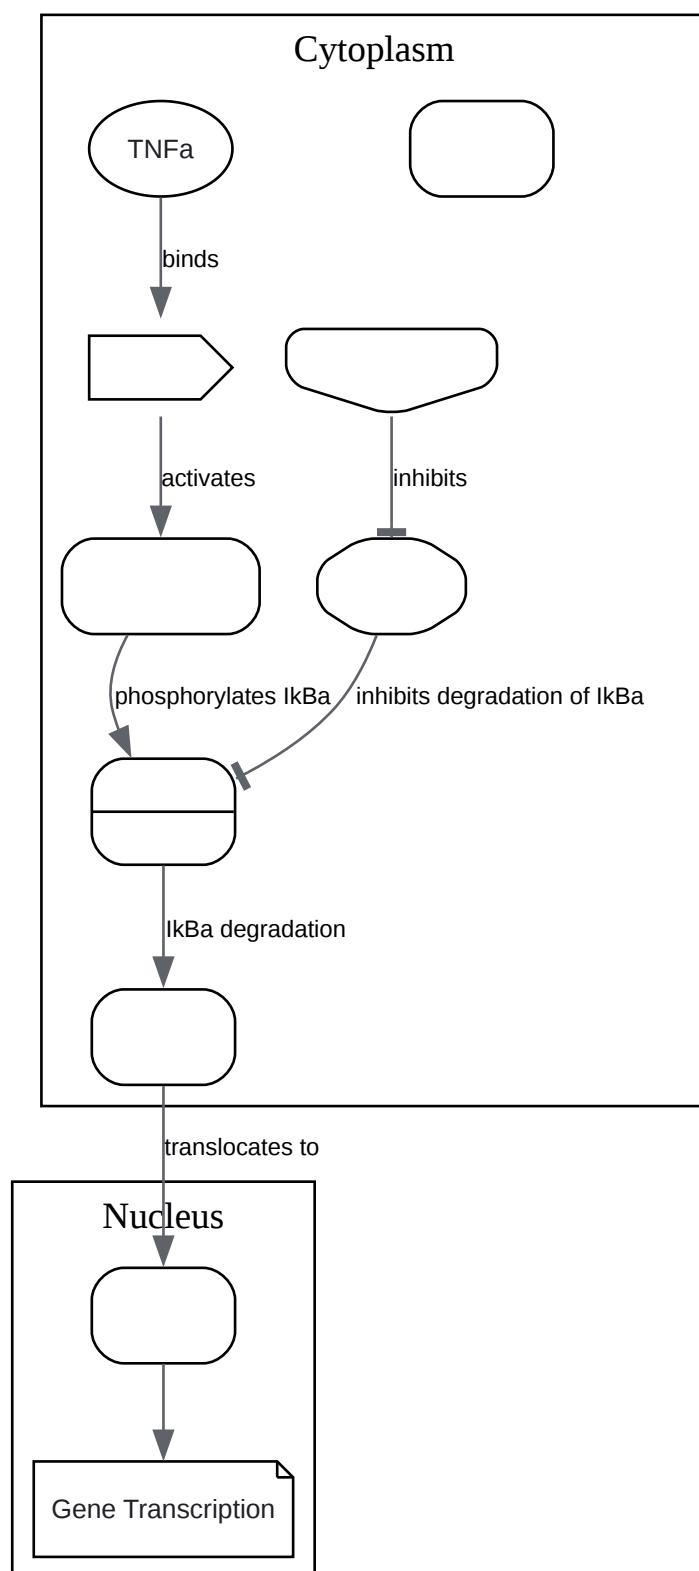 Cytoplasm
TNFa
binds
activates
inhibits
phosphorylates IkBa
inhibits degradation of IkBa
IkBa degradation
translocates to
Nucleus
Gene Transcription